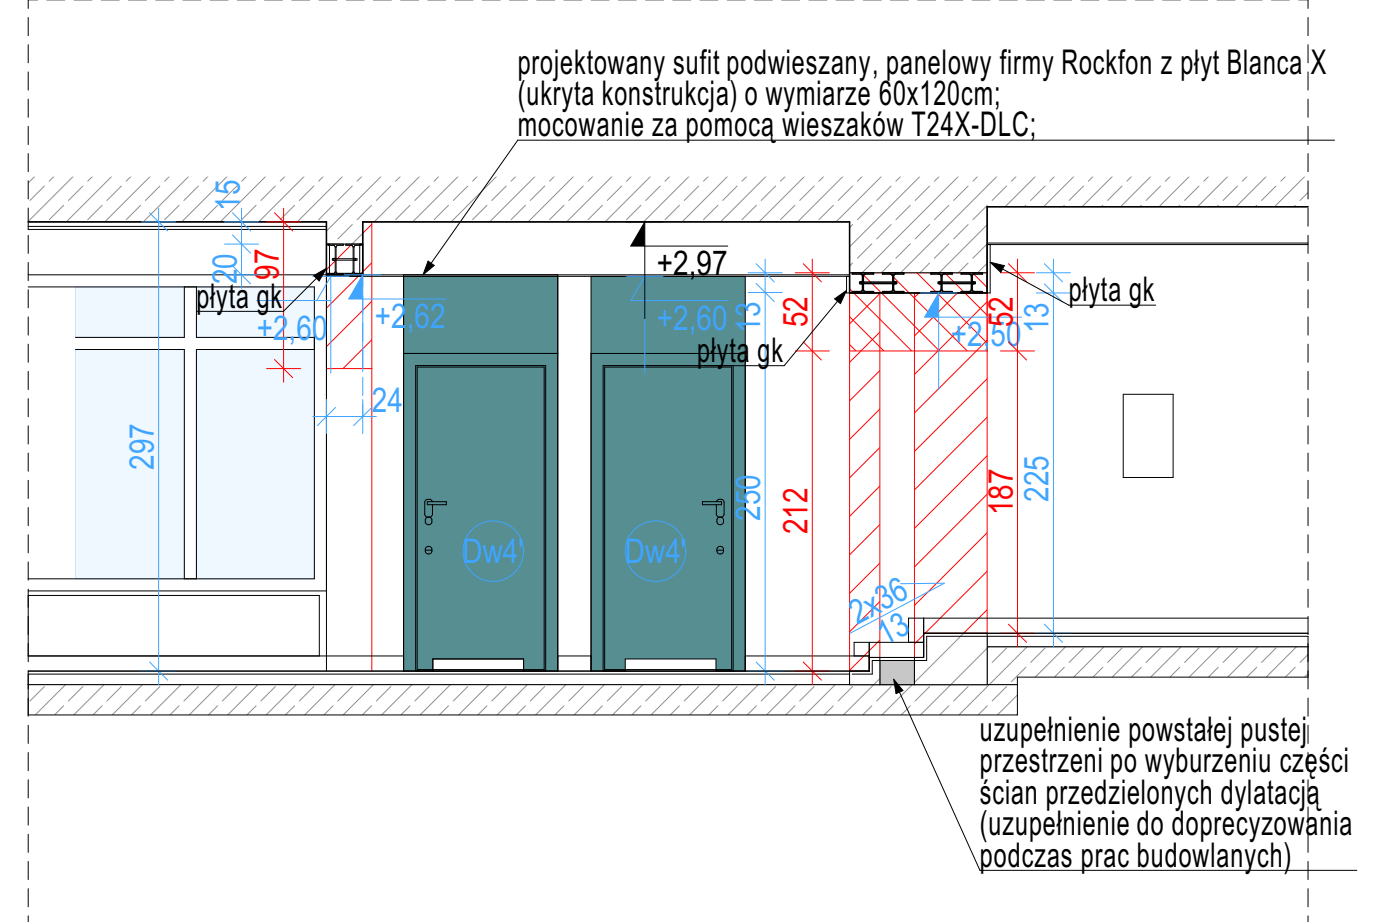 projektowany sufit podwieszany, panelowy firmy Rockfon z płyt Blanca X
(ukryta konstrukcja) o wymiarze 60x120cm;
mocowanie za pomocą wieszaków T24X-DLC;
15
20
97
płyta gk
+2,60
+2,62
24
297
+2,97
+2,60
13
52
płyta gk
+2,50
52
13
płyta gk
Dw4'
Dw4'
250
212
187
225
2x36
13
uzupełnienie powstałej pustej
przestrzeni po wyburzeniu części
ścian przedzielonych dylatacją
(uzupełnienie do doprecyzowania
podczas prac budowlanych)